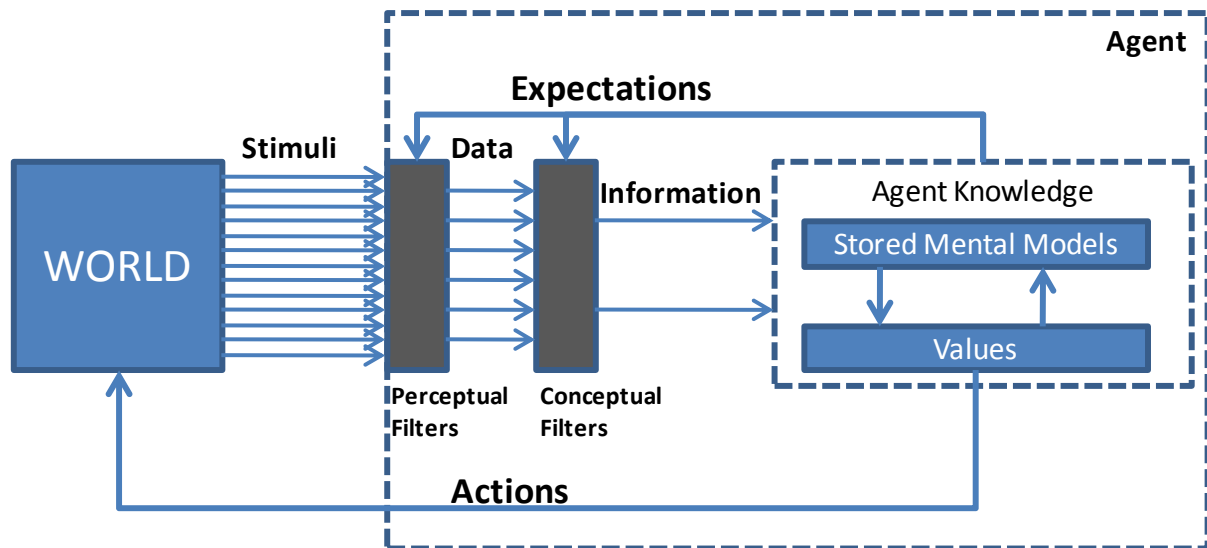 Agent
Expectations
Stimuli
Data
Information
Agent Knowledge
Stored Mental Models
WORLD
Values
Perceptual
Filters
Conceptual
Filters
Actions